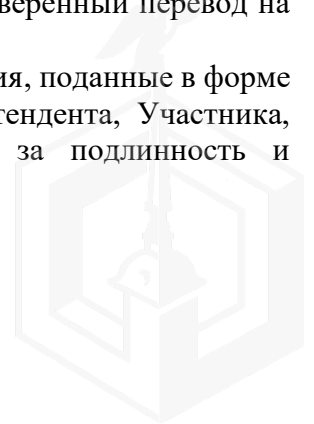 веренный перевод на
ия, поданные в форме
тендента, Участника,
за подлинность и